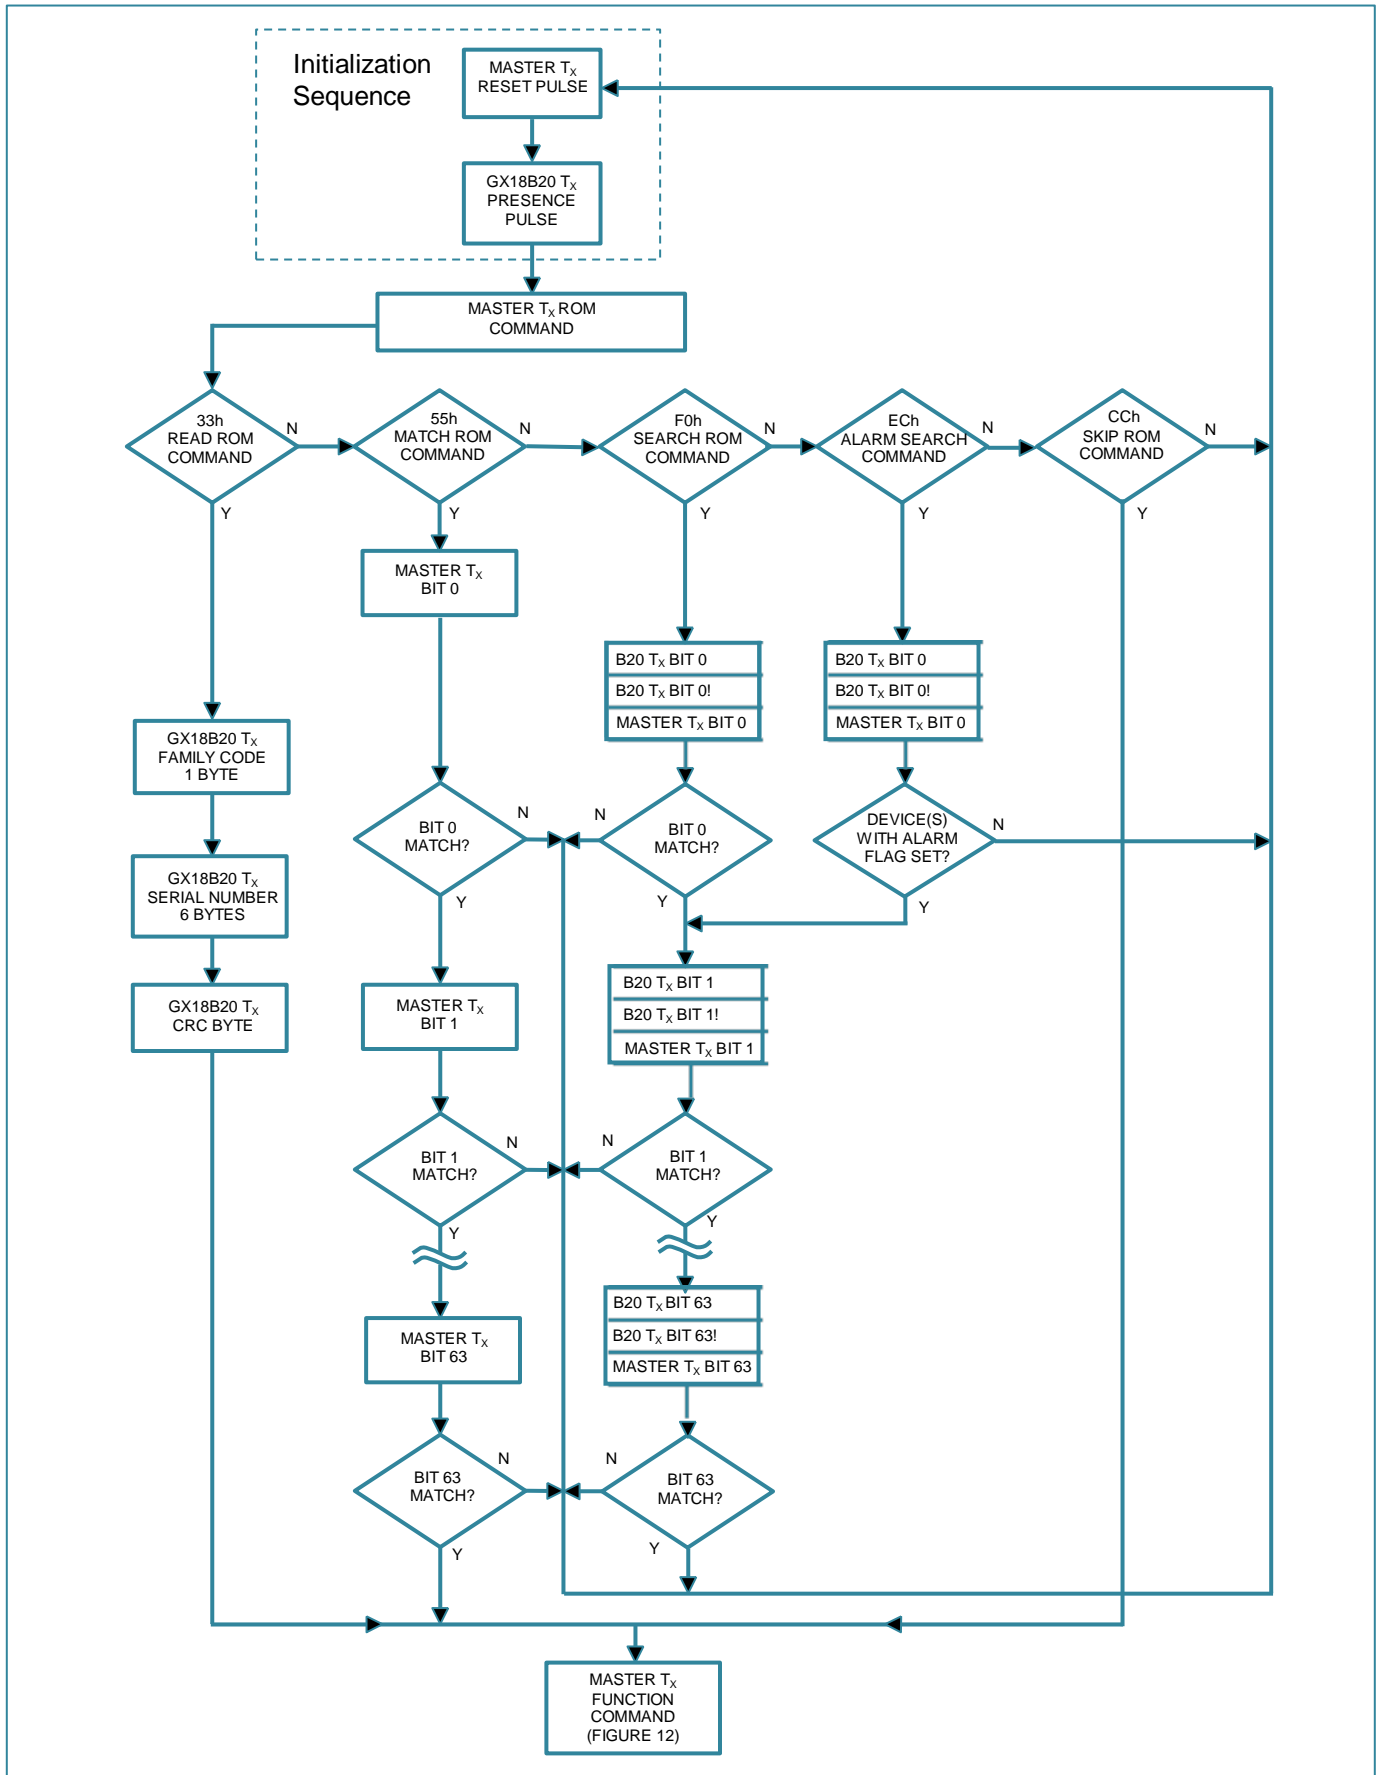 Initialization
Sequence
MASTER TX
RESET PULSE
GX18B20 TX
PRESENCE
PULSE
MASTER TX ROM
COMMAND
33h
READ ROM
COMMAND
N
Y
55h
MATCH ROM
COMMAND
N
Y
F0h
SEARCH ROM
COMMAND
N
Y
ECh
ALARM SEARCH
COMMAND
N
Y
CCh
SKIP ROM
COMMAND
N
Y
MASTER TX
BIT 0
B20 TX BIT 0
B20 TX BIT 0!
MASTER TX BIT 0
B20 TX BIT 0
B20 TX BIT 0!
MASTER TX BIT 0
GX18B20 TX
FAMILY CODE
1 BYTE
BIT 0
MATCH?
N
Y
BIT 0
MATCH?
N
Y
DEVICE(S)
WITH ALARM
FLAG SET?
N
Y
GX18B20 TX
SERIAL NUMBER
6 BYTES
GX18B20 TX
CRC BYTE
MASTER TX
BIT 1
B20 TX BIT 1
B20 TX BIT 1!
MASTER TX BIT 1
BIT 1
MATCH?
N
Y
BIT 1
MATCH?
N
Y
MASTER TX
BIT 63
B20 TX BIT 63
B20 TX BIT 63!
MASTER TX BIT 63
BIT 63
MATCH?
N
Y
BIT 63
MATCH?
N
Y
MASTER TX
FUNCTION
COMMAND
(FIGURE 12)